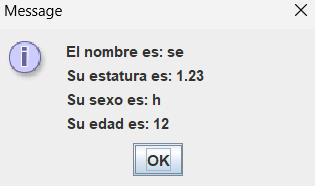 Message
El nombre es: se
Su estatura es: 1.23
Su sexo es: h
Su edad es: 12
OK